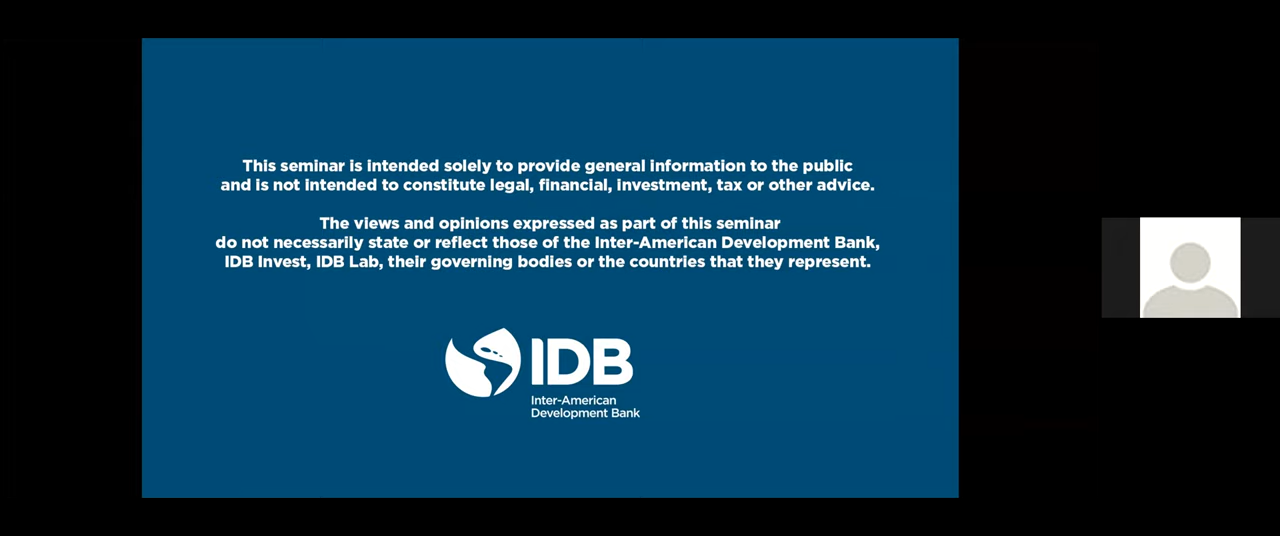 This seminar is intended solely to provide general information to the public
and is not intended to constitute legal, financial, investment, tax or other advice.
The views and opinions expressed as part of this seminar
do not necessarily state or reflect those of the Inter-American Development Bank,
IDB Invest, IDB Lab, their governing bodies or the countries that they represent.
IDB
Inter-American
Development Bank